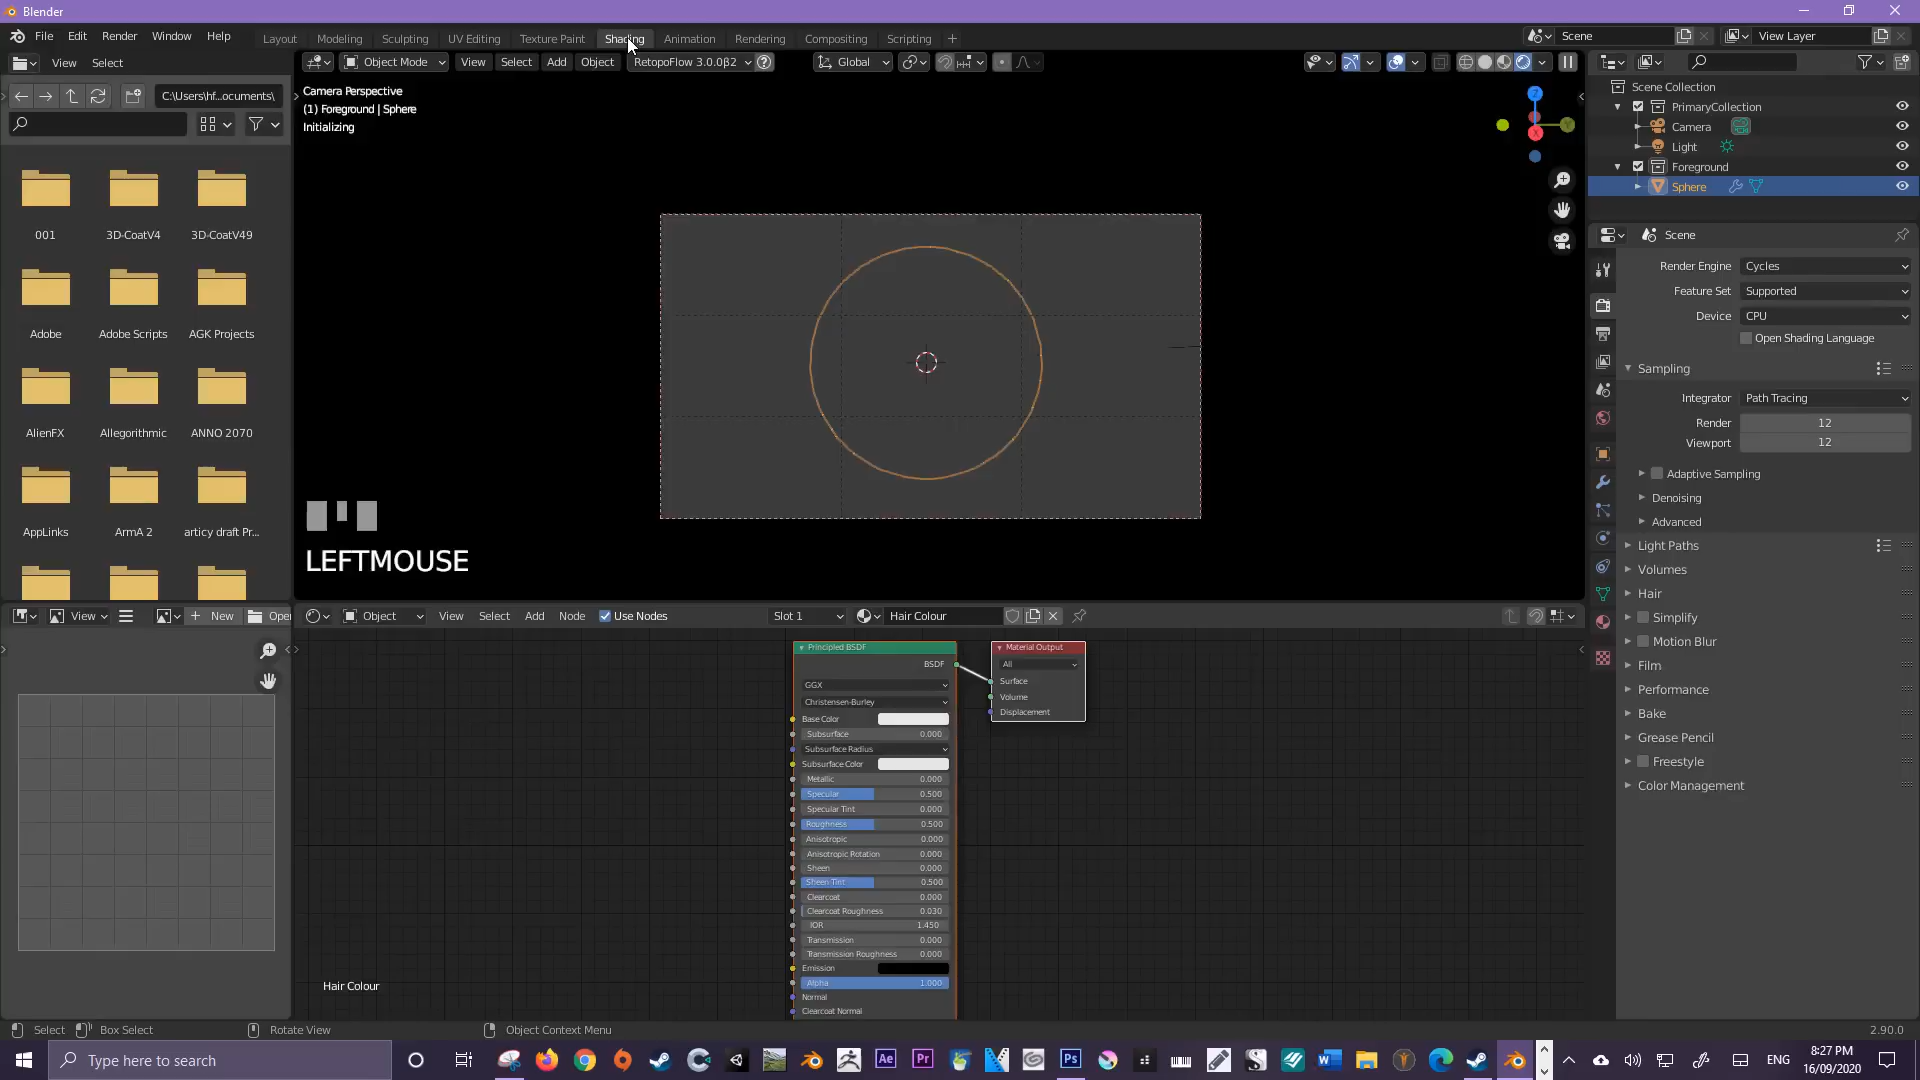 Blender
File Edit Render Window Help
Layout Modeling Sculpting UV Editing Texture Paint Shading Animation Rendering Compositing Scripting +
Scene
View Layer
View Select
Object Mode View Select Add Object RetopoFlow 3.0.0β2 Global
C:\Users\hf...ocuments\
001
3D-CoatV4
3D-CoatV49
Adobe
Adobe Scripts
AGK Projects
AlienFX
Allegorithmic
ANNO 2070
AppLinks
ArmA 2
articy draft Pr...
Camera Perspective
(1) Foreground | Sphere
Initializing
LEFTMOUSE
Scene Collection
PrimaryCollection
Camera
Light
Foreground
Sphere
Scene
Render Engine Cycles
Feature Set Supported
Device CPU
Open Shading Language
Sampling
Integrator Path Tracing
Render 12
Viewport 12
Adaptive Sampling
Denoising
Advanced
Light Paths
Volumes
Hair
Simplify
Motion Blur
Film
Performance
Bake
Grease Pencil
Freestyle
Color Management
View New Ope
Object View Select Add Node Use Nodes Slot 1 Hair Colour
Principled BSDF
BSDF
GGX
Christensen-Burley
Base Color
Subsurface 0.000
Subsurface Radius
Subsurface Color
Metallic 0.000
Specular 0.500
Specular Tint 0.000
Roughness 0.500
Anisotropic 0.000
Anisotropic Rotation 0.000
Sheen 0.000
Sheen Tint 0.500
Clearcoat 0.000
Clearcoat Roughness 0.030
IOR 1.450
Transmission 0.000
Transmission Roughness 0.000
Emission
Alpha 1.000
Normal
Clearcoat Normal
Material Output
All
Surface
Volume
Displacement
Hair Colour
Select Box Select Rotate View Object Context Menu 2.90.0
Type here to search
ENG
8:27 PM
16/09/2020